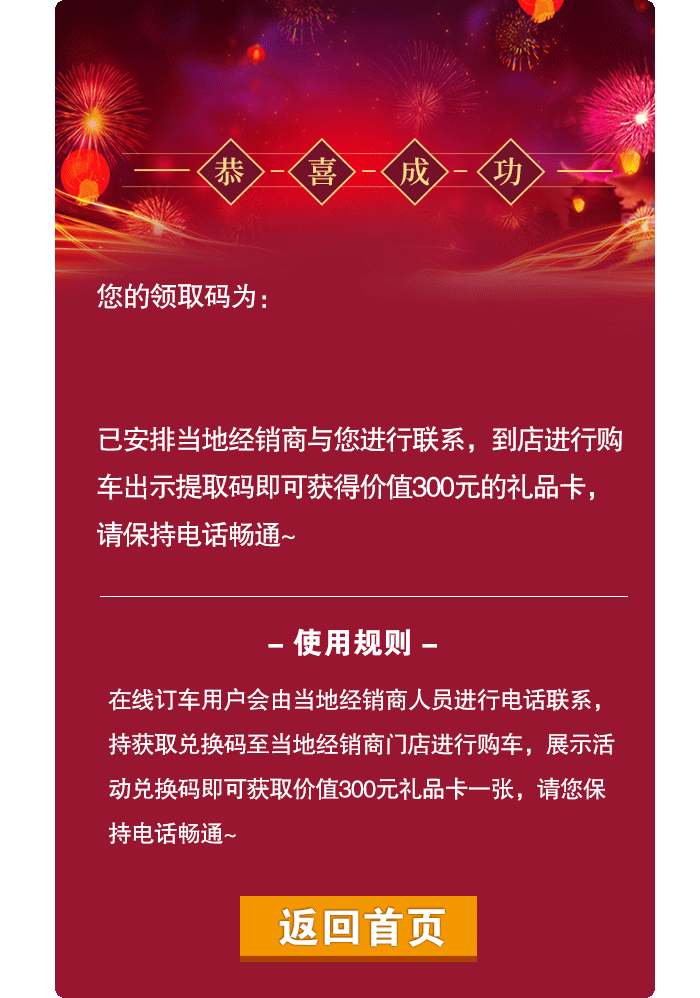 恭喜成功
您的领取码为：
已安排当地经销商与您进行联系，到店进行购
车出示提取码即可获得价值300元的礼品卡，
请保持电话畅通~
– 使用规则 –
在线订车用户会由当地经销商人员进行电话联系，
持获取兑换码至当地经销商门店进行购车，展示活
动兑换码即可获取价值300元礼品卡一张，请您保
持电话畅通~
返回首页